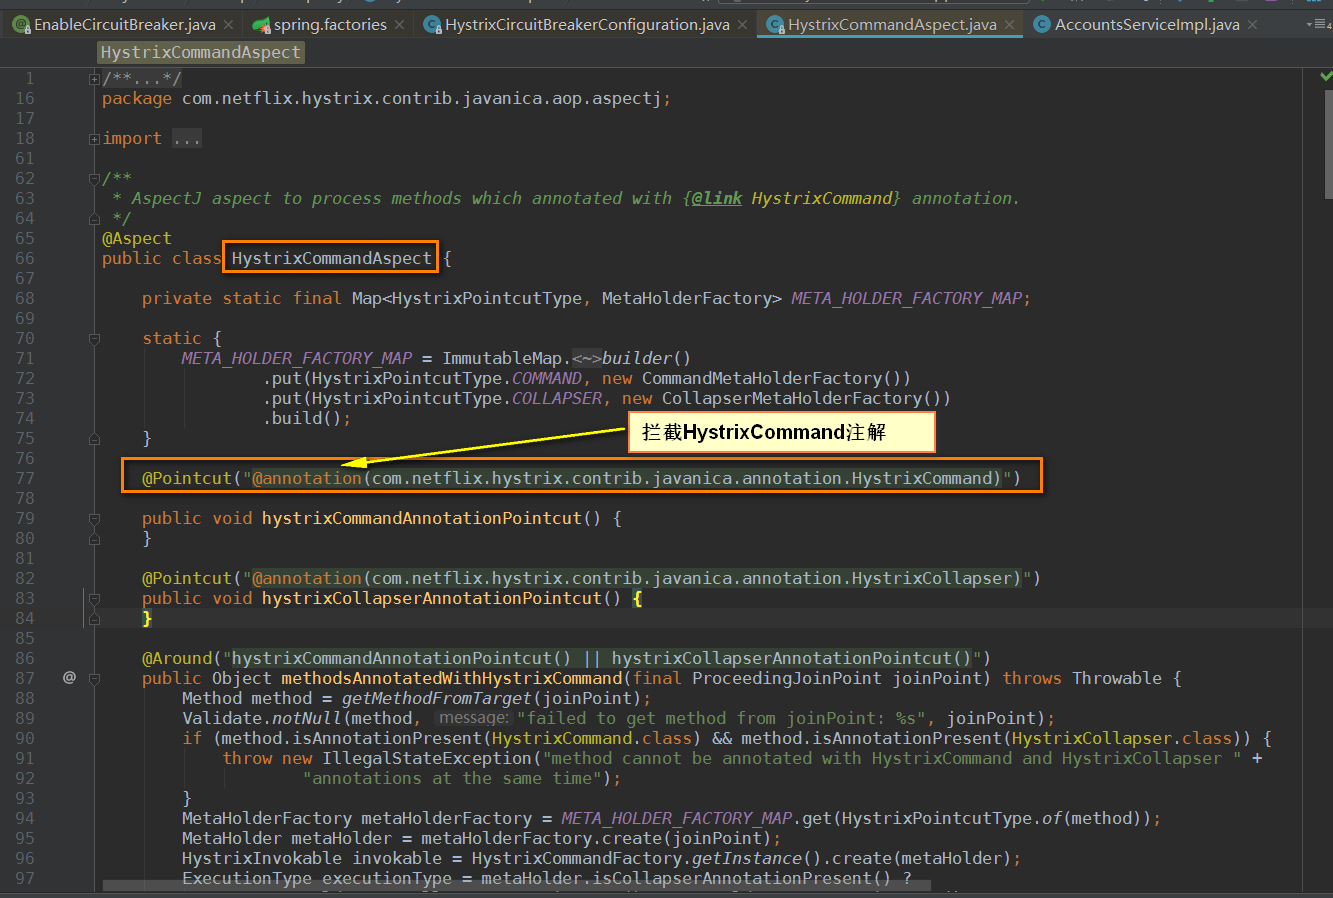 EnableCircuitBreaker.java spring.factories HystrixCircuitBreakerConfiguration.java HystrixCommandAspect.java AccountsServiceImpl.java
HystrixCommandAspect
1 /**...*/
16 package com.netflix.hystrix.contrib.javanica.aop.aspectj;
17
18 import ...
61
62 /**
63 * AspectJ aspect to process methods which annotated with {@link HystrixCommand} annotation.
64 */
65 @Aspect
66 public class HystrixCommandAspect {
67
68 private static final Map<HystrixPointcutType, MetaHolderFactory> META_HOLDER_FACTORY_MAP;
69
70 static {
71 META_HOLDER_FACTORY_MAP = ImmutableMap.<~>builder()
72 .put(HystrixPointcutType.COMMAND, new CommandMetaHolderFactory())
73 .put(HystrixPointcutType.COLLAPSER, new CollapserMetaHolderFactory())
74 .build();
拦截HystrixCommand注解
75 }
76
77 @Pointcut("@annotation(com.netflix.hystrix.contrib.javanica.annotation.HystrixCommand)")
78
79 public void hystrixCommandAnnotationPointcut() {
80 }
81
82 @Pointcut("@annotation(com.netflix.hystrix.contrib.javanica.annotation.HystrixCollapser)")
83 public void hystrixCollapserAnnotationPointcut() {
84 }
85
86 @Around("hystrixCommandAnnotationPointcut() || hystrixCollapserAnnotationPointcut()")
87 @ public Object methodsAnnotatedWithHystrixCommand(final ProceedingJoinPoint joinPoint) throws Throwable {
88 Method method = getMethodFromTarget(joinPoint);
89 Validate.notNull(method, message: "failed to get method from joinPoint: %s", joinPoint);
90 if (method.isAnnotationPresent(HystrixCommand.class) && method.isAnnotationPresent(HystrixCollapser.class)) {
91 throw new IllegalStateException("method cannot be annotated with HystrixCommand and HystrixCollapser " +
92 "annotations at the same time");
93 }
94 MetaHolderFactory metaHolderFactory = META_HOLDER_FACTORY_MAP.get(HystrixPointcutType.of(method));
95 MetaHolder metaHolder = metaHolderFactory.create(joinPoint);
96 HystrixInvokable invokable = HystrixCommandFactory.getInstance().create(metaHolder);
97 ExecutionType executionType = metaHolder.isCollapserAnnotationPresent() ?